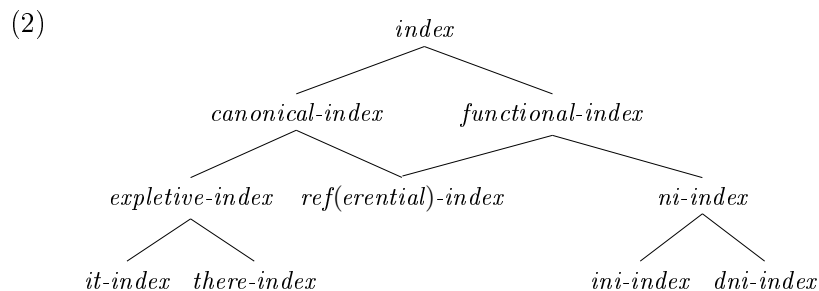 (2)
index
canonical-index functional-index
expletive-index ref(erential)-index ni-index
it-index there-index ini-index dni-index